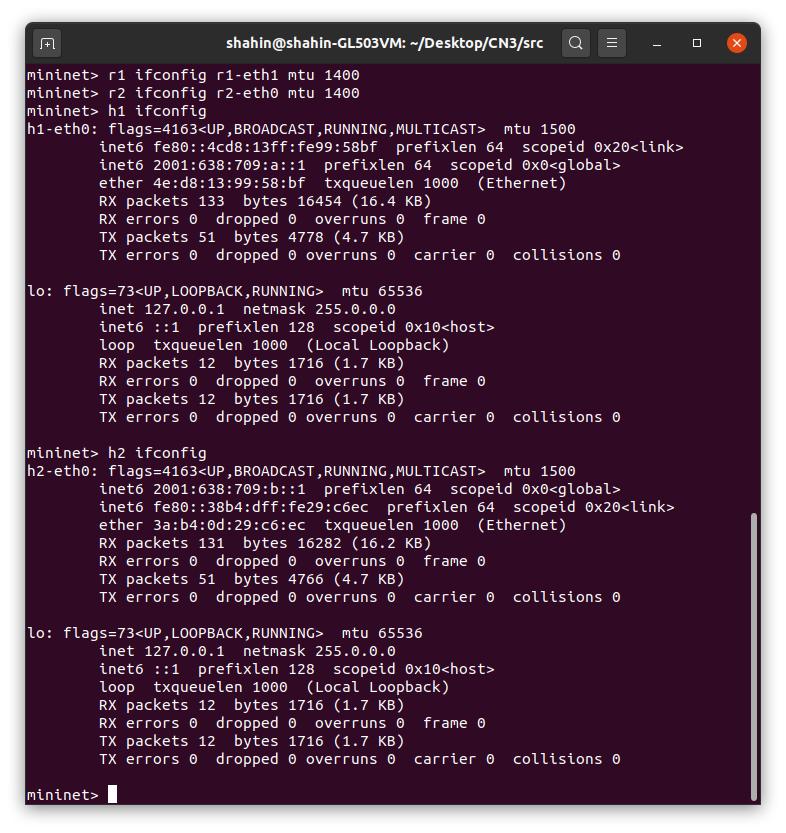 shahin@shahin-GL503VM: ~/Desktop/CN3/src
mininet> r1 ifconfig r1-eth1 mtu 1400
mininet> r2 ifconfig r2-eth0 mtu 1400
mininet> h1 ifconfig
h1-eth0: flags=4163<UP,BROADCAST,RUNNING,MULTICAST>  mtu 1500
        inet6 fe80::4cd8:13ff:fe99:58bf  prefixlen 64  scopeid 0x20<link>
        inet6 2001:638:709:a::1  prefixlen 64  scopeid 0x0<global>
        ether 4e:d8:13:99:58:bf  txqueuelen 1000  (Ethernet)
        RX packets 133  bytes 16454 (16.4 KB)
        RX errors 0  dropped 0  overruns 0  frame 0
        TX packets 51  bytes 4778 (4.7 KB)
        TX errors 0  dropped 0 overruns 0  carrier 0  collisions 0

lo: flags=73<UP,LOOPBACK,RUNNING>  mtu 65536
        inet 127.0.0.1  netmask 255.0.0.0
        inet6 ::1  prefixlen 128  scopeid 0x10<host>
        loop  txqueuelen 1000  (Local Loopback)
        RX packets 12  bytes 1716 (1.7 KB)
        RX errors 0  dropped 0  overruns 0  frame 0
        TX packets 12  bytes 1716 (1.7 KB)
        TX errors 0  dropped 0 overruns 0  carrier 0  collisions 0

mininet> h2 ifconfig
h2-eth0: flags=4163<UP,BROADCAST,RUNNING,MULTICAST>  mtu 1500
        inet6 2001:638:709:b::1  prefixlen 64  scopeid 0x0<global>
        inet6 fe80::38b4:dff:fe29:c6ec  prefixlen 64  scopeid 0x20<link>
        ether 3a:b4:0d:29:c6:ec  txqueuelen 1000  (Ethernet)
        RX packets 131  bytes 16282 (16.2 KB)
        RX errors 0  dropped 0  overruns 0  frame 0
        TX packets 51  bytes 4766 (4.7 KB)
        TX errors 0  dropped 0 overruns 0  carrier 0  collisions 0

lo: flags=73<UP,LOOPBACK,RUNNING>  mtu 65536
        inet 127.0.0.1  netmask 255.0.0.0
        inet6 ::1  prefixlen 128  scopeid 0x10<host>
        loop  txqueuelen 1000  (Local Loopback)
        RX packets 12  bytes 1716 (1.7 KB)
        RX errors 0  dropped 0  overruns 0  frame 0
        TX packets 12  bytes 1716 (1.7 KB)
        TX errors 0  dropped 0 overruns 0  carrier 0  collisions 0

mininet>